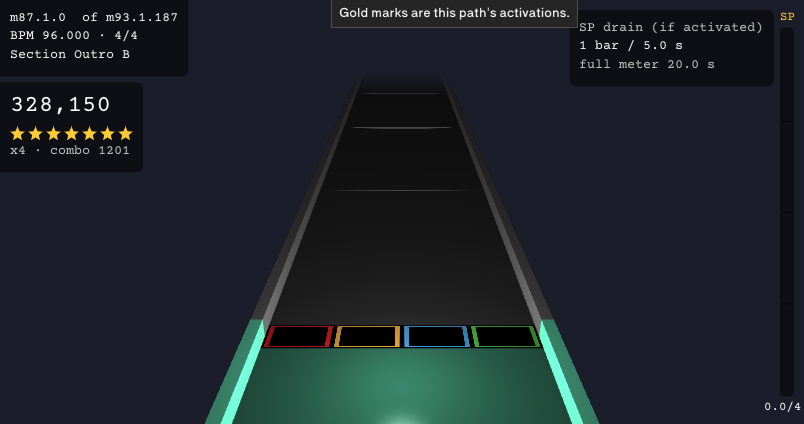 m87.1.0  of m93.1.187
BPM 96.000 · 4/4
Section Outro B
328,150
x4 · combo 1201
Gold marks are this path's activations.
SP drain (if activated)
1 bar / 5.0 s
full meter 20.0 s
SP
0.0/4